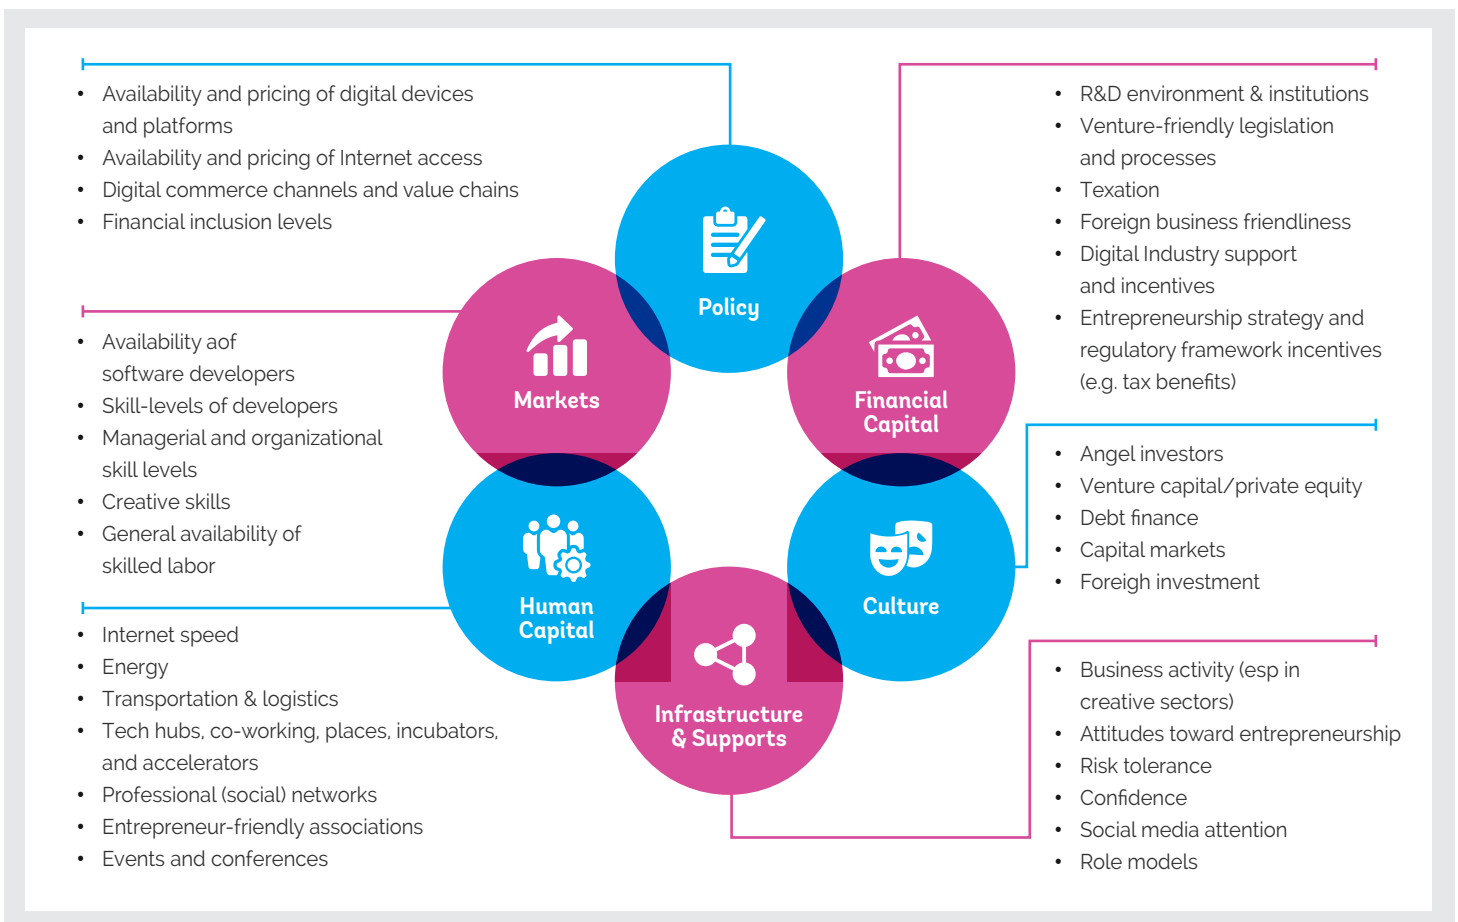 • Availability and pricing of digital devices
and platforms
• Availability and pricing of Internet access
• Digital commerce channels and value chains
• Financial inclusion levels
• Availability aof
software developers
• Skill-levels of developers
• Managerial and organizational
skill levels
• Creative skills
• General availability of
skilled labor
• Internet speed
• Energy
• Transportation & logistics
• Tech hubs, co-working, places, incubators,
and accelerators
• Professional (social) networks
• Entrepreneur-friendly associations
• Events and conferences
Policy
Markets
Financial
Capital
Human
Capital
Culture
Infrastructure
& Supports
• R&D environment & institutions
• Venture-friendly legislation
and processes
• Texation
• Foreign business friendliness
• Digital Industry support
and incentives
• Entrepreneurship strategy and
regulatory framework incentives
(e.g. tax benefits)
• Angel investors
• Venture capital/private equity
• Debt finance
• Capital markets
• Foreigh investment
• Business activity (esp in
creative sectors)
• Attitudes toward entrepreneurship
• Risk tolerance
• Confidence
• Social media attention
• Role models